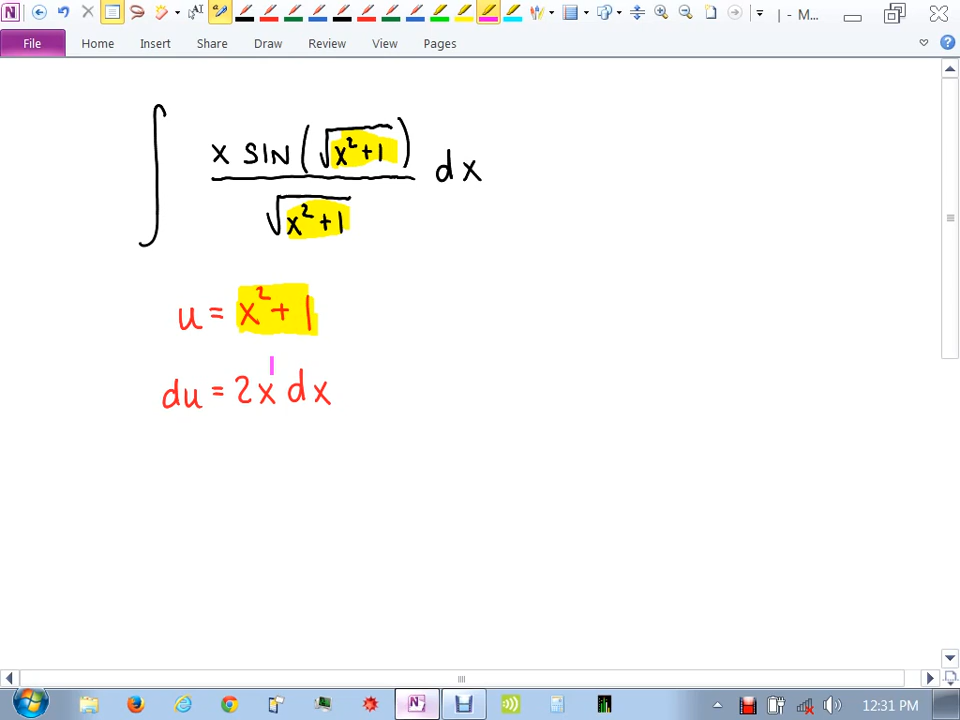 - M...
File Home Insert Share Draw Review View Pages
∫ x SIN(√(x²+1)) / √(x²+1) dx
u = x² + 1
du = 2x dx
12:31 PM